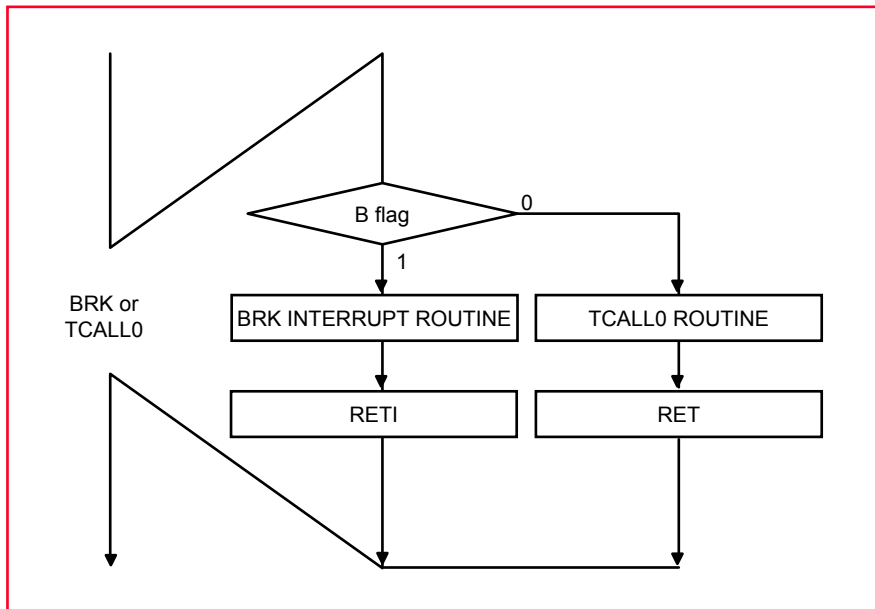 B flag
0
1
BRK or
TCALL0
BRK INTERRUPT ROUTINE
TCALL0 ROUTINE
RETI
RET